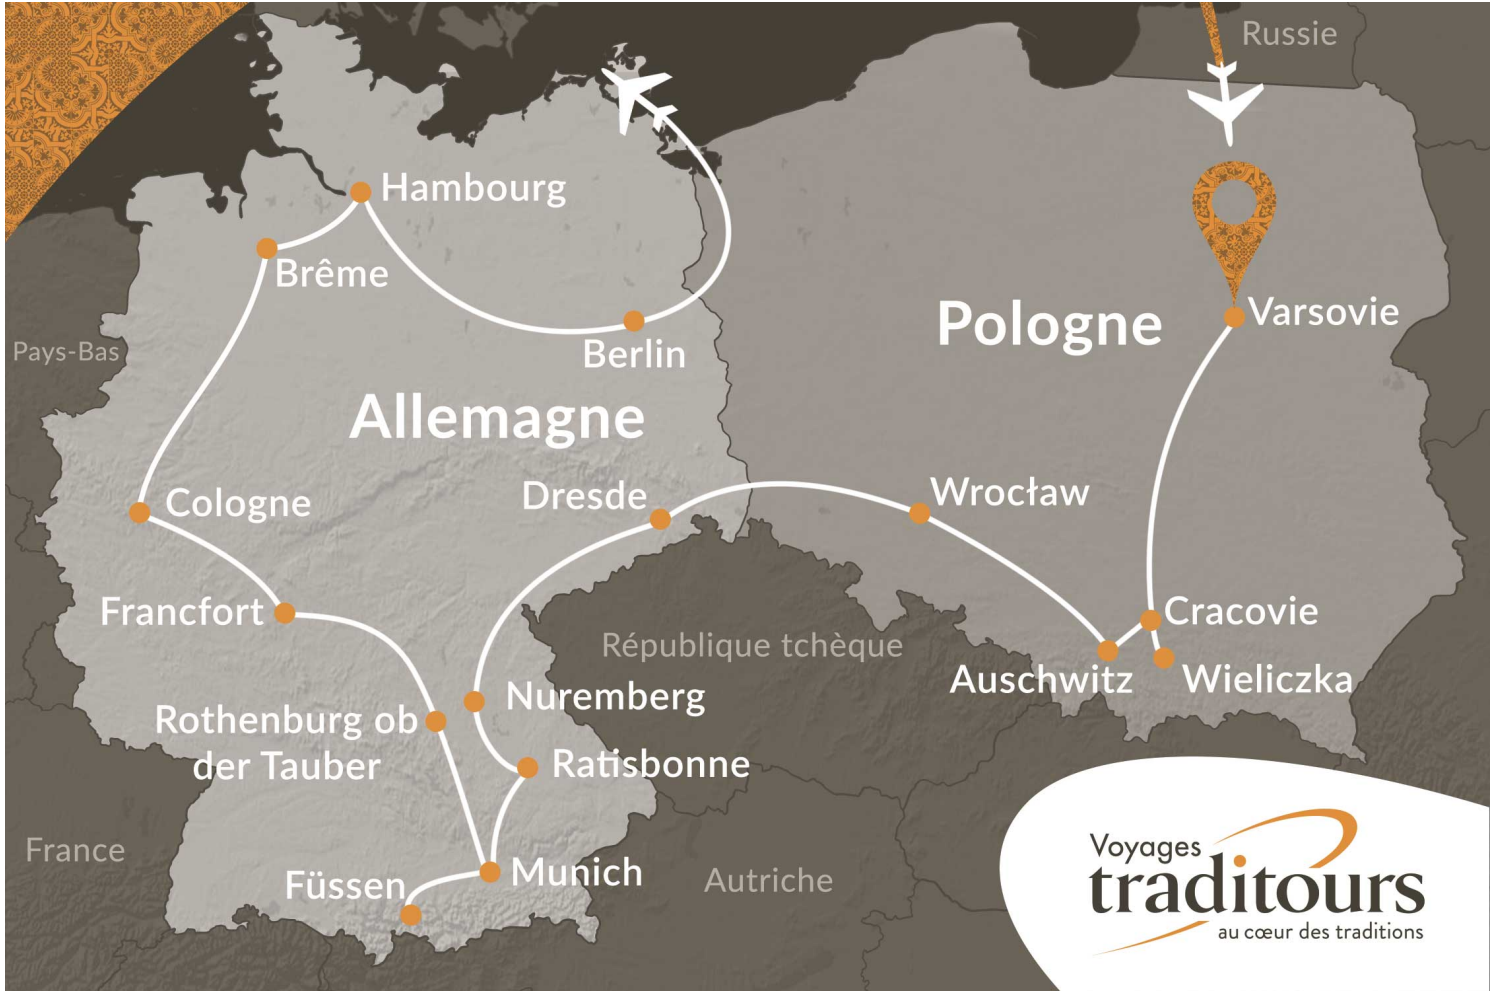 Russie
Hambourg
Brême
Varsovie
Pologne
Pays-Bas
Berlin
Allemagne
Cologne
Dresde
Wrocław
Francfort
Cracovie
République tchèque
Auschwitz
Wieliczka
Nuremberg
Rothenburg ob
der Tauber
Ratisbonne
France
Füssen
Munich
Autriche
Voyages
traditours
au cœur des traditions